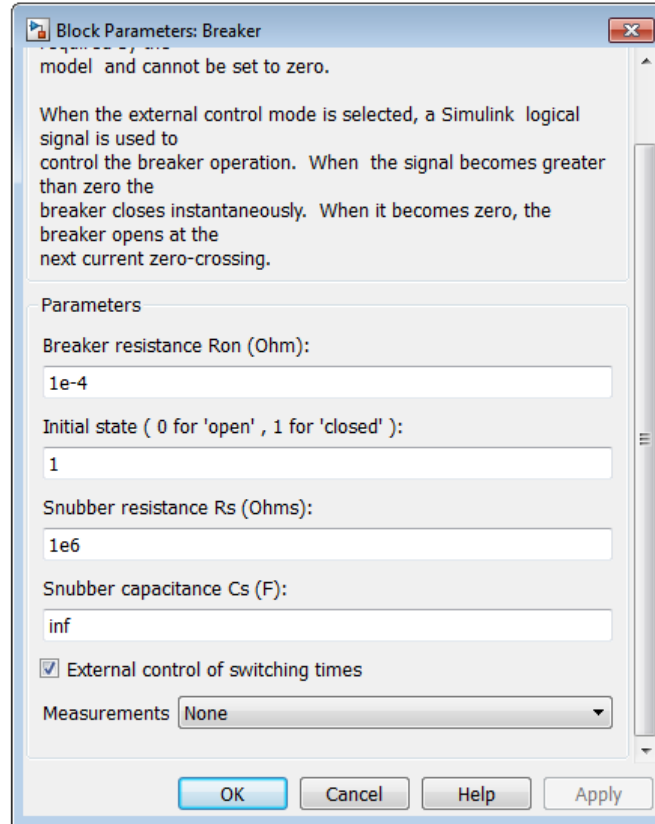 Block Parameters: Breaker
required by the
model and cannot be set to zero.
When the external control mode is selected, a Simulink logical
signal is used to
control the breaker operation. When the signal becomes greater
than zero the
breaker closes instantaneously. When it becomes zero, the
breaker opens at the
next current zero-crossing.
Parameters
Breaker resistance Ron (Ohm):
1e-4
Initial state ( 0 for 'open' , 1 for 'closed' ):
1
Snubber resistance Rs (Ohms):
1e6
Snubber capacitance Cs (F):
inf
External control of switching times
Measurements None
OK Cancel Help Apply